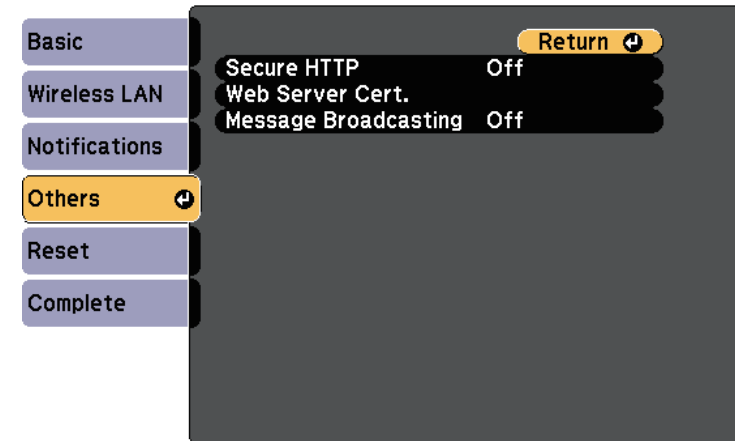 Basic
Wireless LAN
Notifications
Others
Reset
Complete
Return
Secure HTTP Off
Web Server Cert.
Message Broadcasting Off